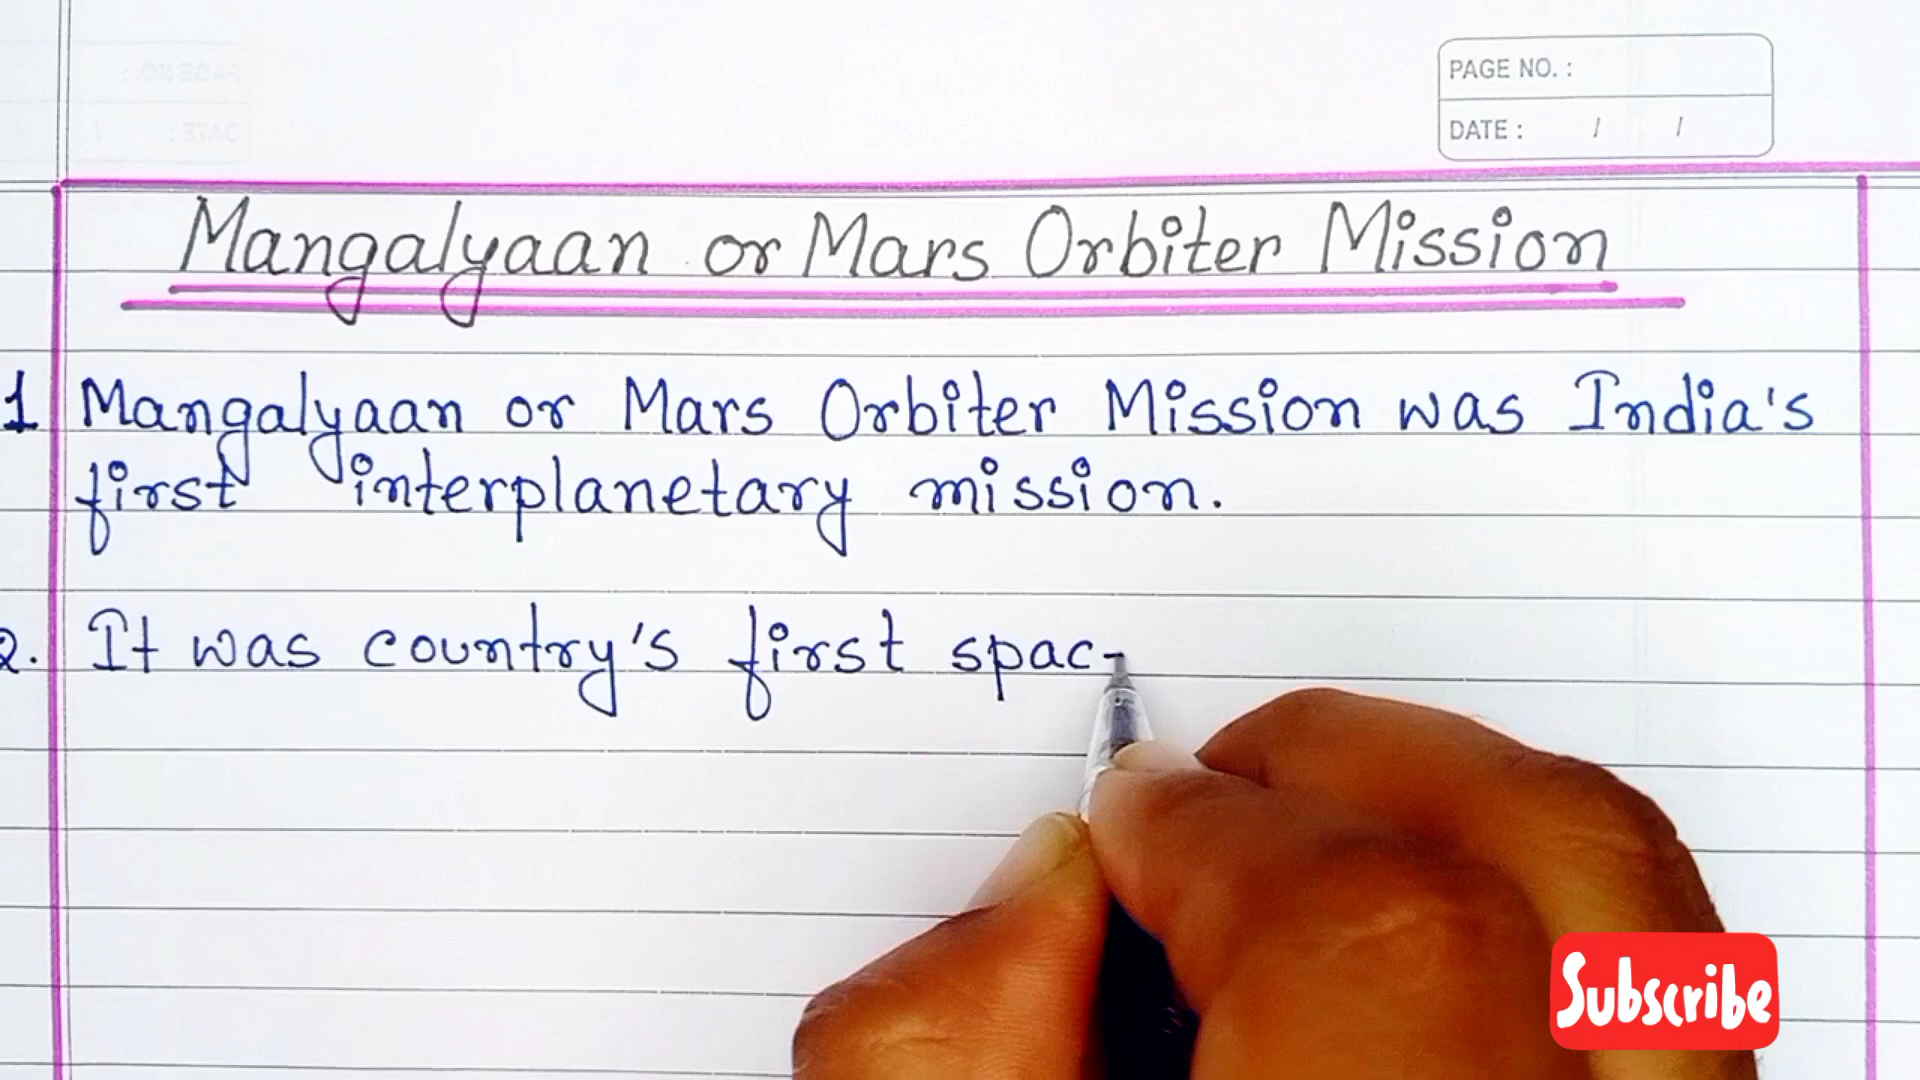 PAGE NO. :
DATE : / /
Mangalyaan or Mars Orbiter Mission
1 Mangalyaan or Mars Orbiter Mission was India's
first interplanetary mission.
2. It was country's first spac
Subscribe